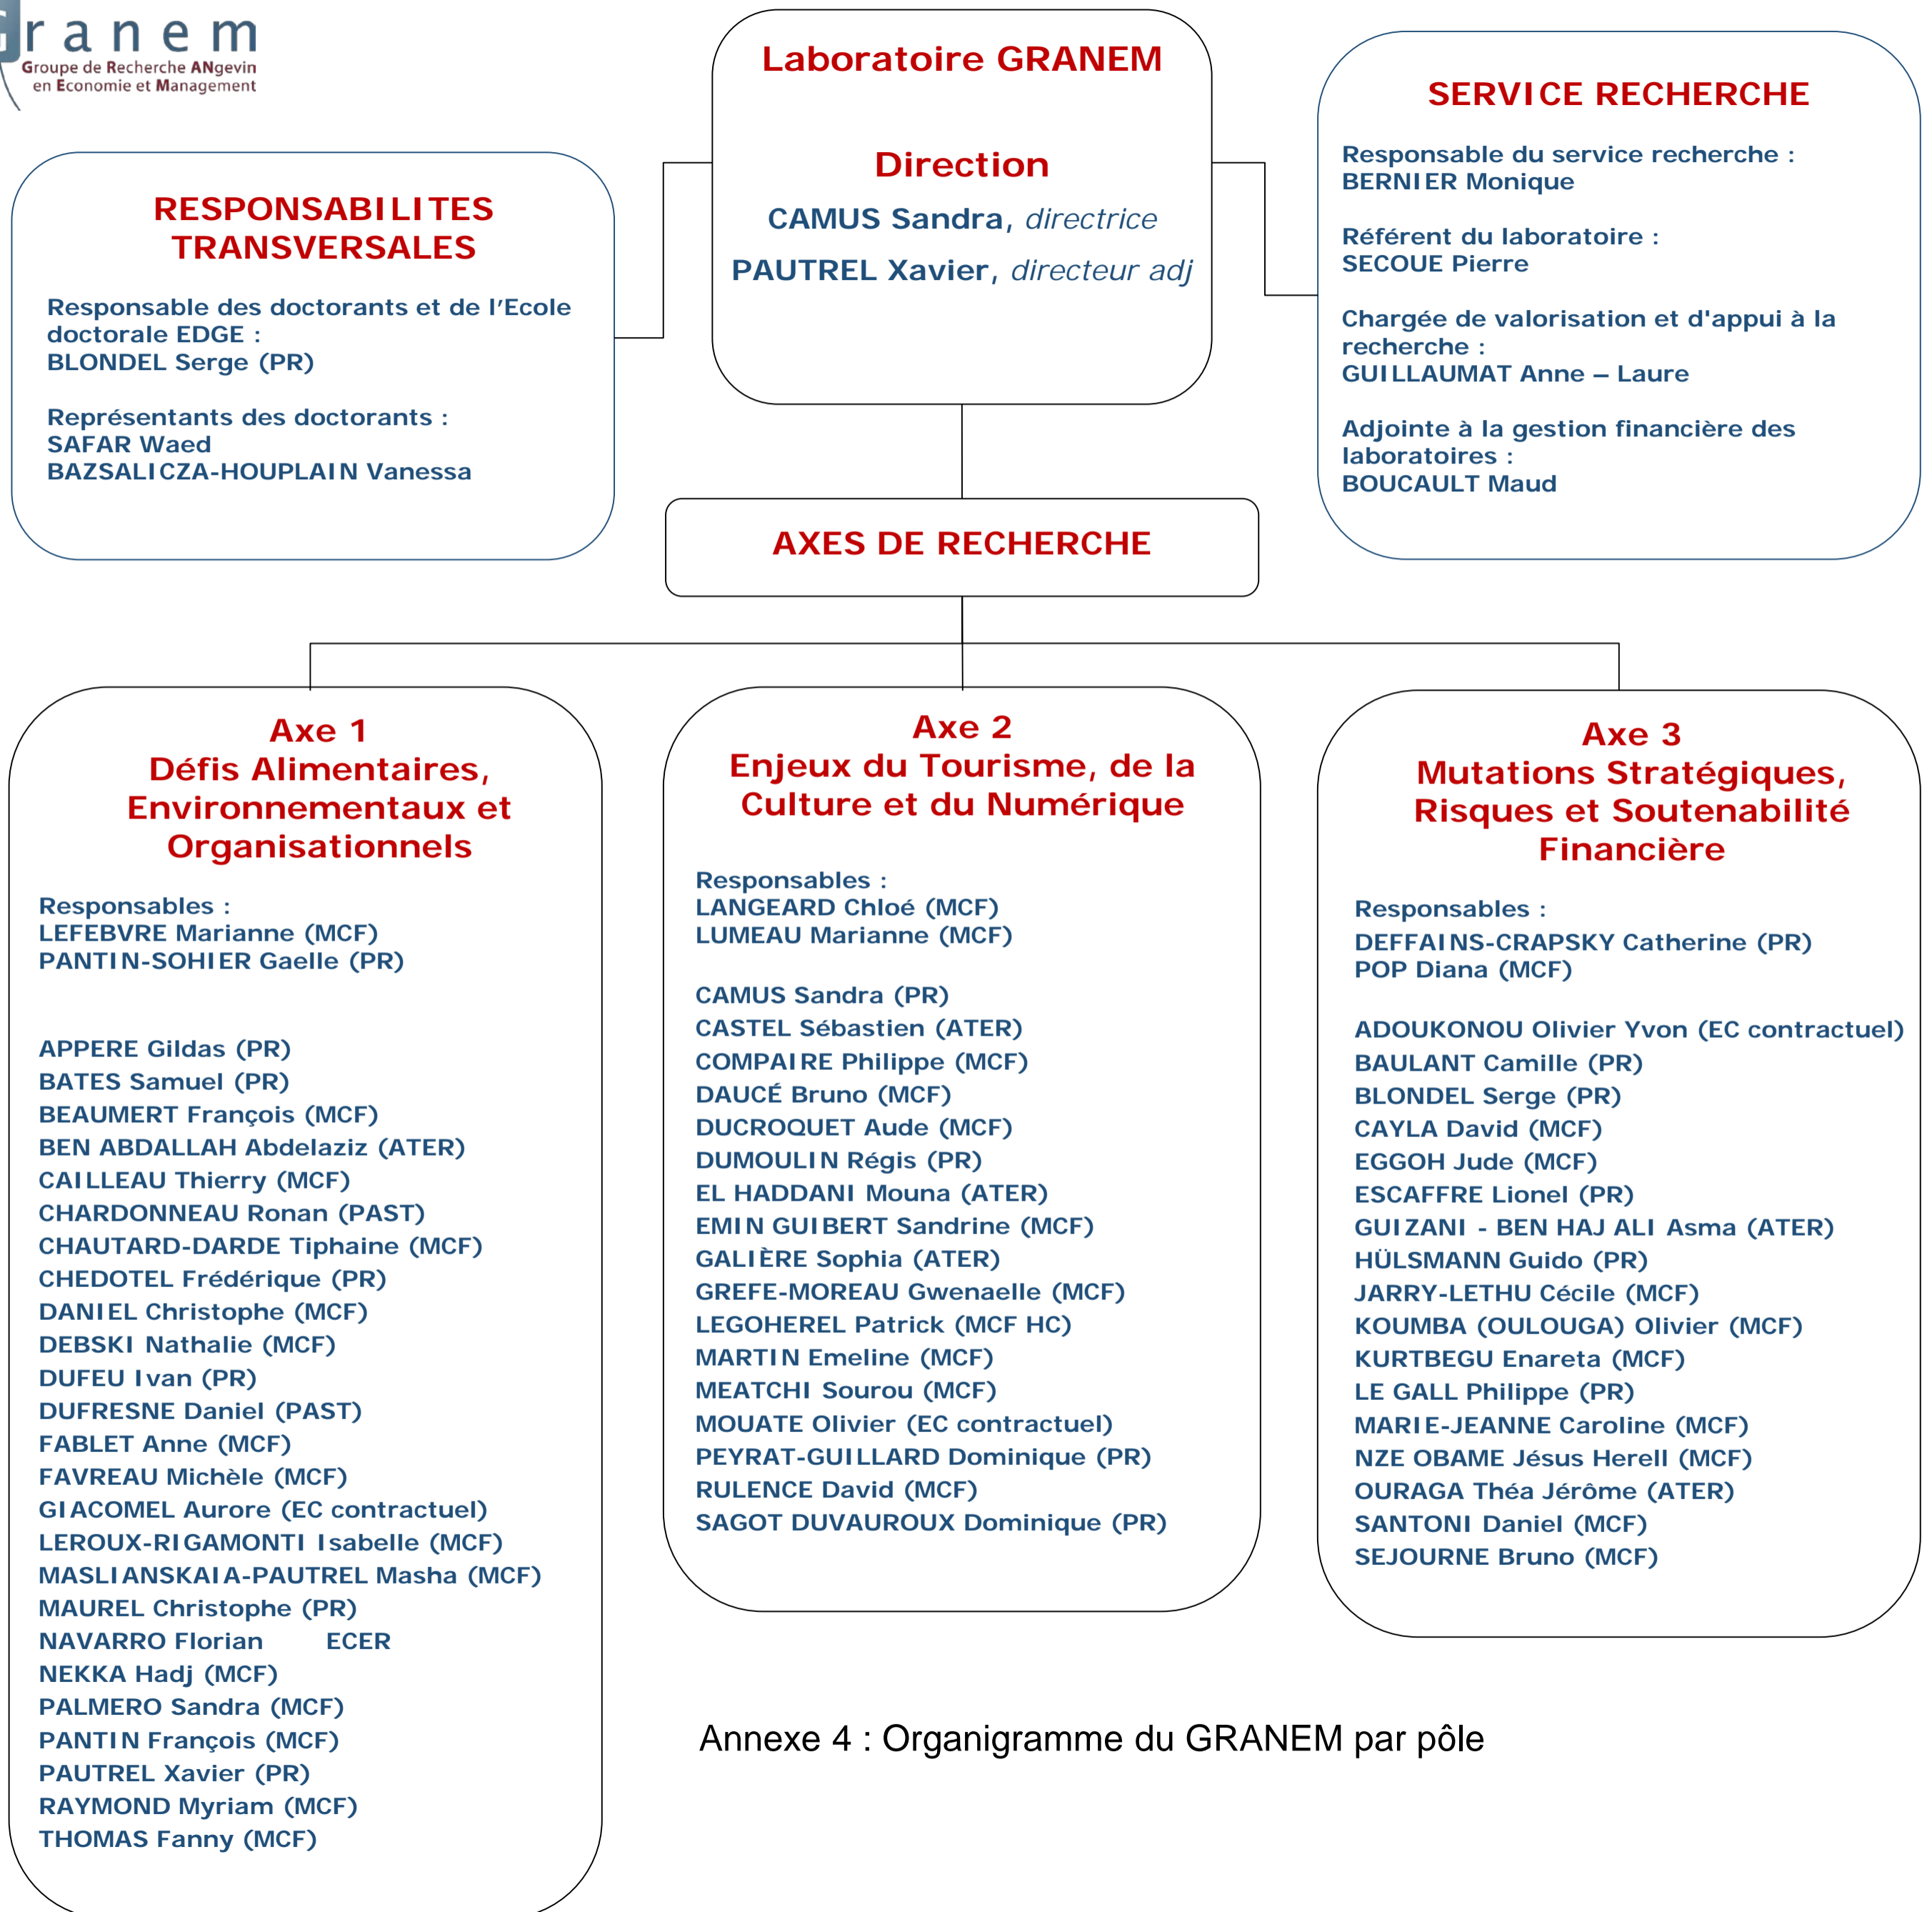 Granem
Groupe de Recherche ANgevin
en Economie et Management
Laboratoire GRANEM
Direction
CAMUS Sandra, directrice
PAUTREL Xavier, directeur adj
RESPONSABILITES
TRANSVERSALES
Responsable des doctorants et de l'Ecole
doctorale EDGE :
BLONDEL Serge (PR)
Représentants des doctorants :
SAFAR Waed
BAZSALICZA-HOUPLAIN Vanessa
SERVICE RECHERCHE
Responsable du service recherche :
BERNIER Monique
Référent du laboratoire :
SECOUE Pierre
Chargée de valorisation et d'appui à la
recherche :
GUILLAUMAT Anne – Laure
Adjointe à la gestion financière des
laboratoires :
BOUCAULT Maud
AXES DE RECHERCHE
Axe 1
Défis Alimentaires,
Environnementaux et
Organisationnels
Responsables :
LEFEBVRE Marianne (MCF)
PANTIN-SOHIER Gaelle (PR)
APPERE Gildas (PR)
BATES Samuel (PR)
BEAUMERT François (MCF)
BEN ABDALLAH Abdelaziz (ATER)
CAILLEAU Thierry (MCF)
CHARDONNEAU Ronan (PAST)
CHAUTARD-DARDE Tiphaine (MCF)
CHEDOTEL Frédérique (PR)
DANIEL Christophe (MCF)
DEBSKI Nathalie (MCF)
DUFEU Ivan (PR)
DUFRESNE Daniel (PAST)
FABLET Anne (MCF)
FAVREAU Michèle (MCF)
GIACOMEL Aurore (EC contractuel)
LEROUX-RIGAMONTI Isabelle (MCF)
MASLIANSKAIA-PAUTREL Masha (MCF)
MAUREL Christophe (PR)
NAVARRO Florian ECER
NEKKA Hadj (MCF)
PALMERO Sandra (MCF)
PANTIN François (MCF)
PAUTREL Xavier (PR)
RAYMOND Myriam (MCF)
THOMAS Fanny (MCF)
Axe 2
Enjeux du Tourisme, de la
Culture et du Numérique
Responsables :
LANGEARD Chloé (MCF)
LUMEAU Marianne (MCF)
CAMUS Sandra (PR)
CASTEL Sébastien (ATER)
COMPAIRE Philippe (MCF)
DAUCÉ Bruno (MCF)
DUCROQUET Aude (MCF)
DUMOULIN Régis (PR)
EL HADDANI Mouna (ATER)
EMIN GUIBERT Sandrine (MCF)
GALIÈRE Sophia (ATER)
GREFE-MOREAU Gwenaelle (MCF)
LEGOHEREL Patrick (MCF HC)
MARTIN Emeline (MCF)
MEATCHI Sourou (MCF)
MOUATE Olivier (EC contractuel)
PEYRAT-GUILLARD Dominique (PR)
RULENCE David (MCF)
SAGOT DUVAUROUX Dominique (PR)
Axe 3
Mutations Stratégiques,
Risques et Soutenabilité
Financière
Responsables :
DEFFAINS-CRAPSKY Catherine (PR)
POP Diana (MCF)
ADOUKONOU Olivier Yvon (EC contractuel)
BAULANT Camille (PR)
BLONDEL Serge (PR)
CAYLA David (MCF)
EGGOH Jude (MCF)
ESCAFFRE Lionel (PR)
GUIZANI - BEN HAJ ALI Asma (ATER)
HÜLSMANN Guido (PR)
JARRY-LETHU Cécile (MCF)
KOUMBA (OULOUGA) Olivier (MCF)
KURTBEGU Enareta (MCF)
LE GALL Philippe (PR)
MARIE-JEANNE Caroline (MCF)
NZE OBAME Jésus Herell (MCF)
OURAGA Théa Jérôme (ATER)
SANTONI Daniel (MCF)
SEJOURNE Bruno (MCF)
Annexe 4 : Organigramme du GRANEM par pôle